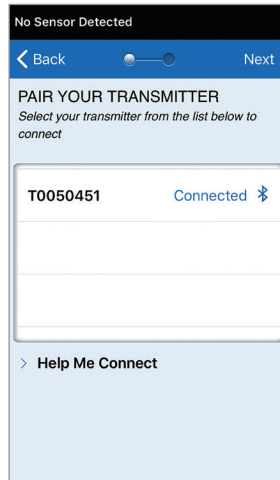 No Sensor Detected
Back Next
PAIR YOUR TRANSMITTER
Select your transmitter from the list below to
connect
T0050451 Connected
Help Me Connect